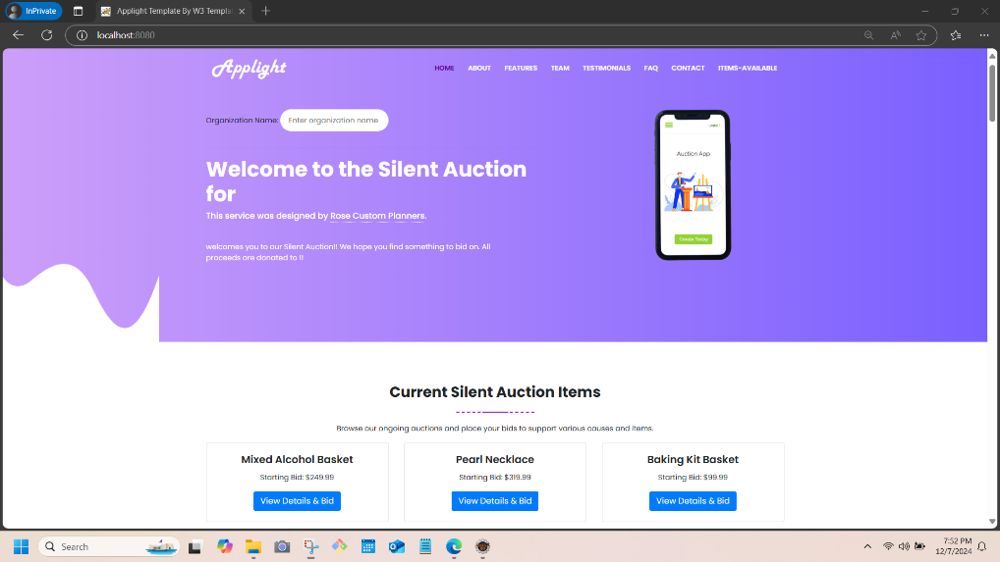 InPrivate
Applight Template By W3 Templa
localhost:8080
Applight
HOME ABOUT FEATURES TEAM TESTIMONIALS FAQ CONTACT ITEMS-AVAILABLE
Organization Name: Enter organization name
Auction App
Create Today
Welcome to the Silent Auction
for
This service was designed by Rose Custom Planners.
welcomes you to our Silent Auction!! We hope you find something to bid on. All
proceeds are donated to !!
Current Silent Auction Items
Browse our ongoing auctions and place your bids to support various causes and items.
Mixed Alcohol Basket
Starting Bid: $249.99
View Details & Bid
Pearl Necklace
Starting Bid: $319.99
View Details & Bid
Baking Kit Basket
Starting Bid: $99.99
View Details & Bid
Search
7:52 PM
12/7/2024